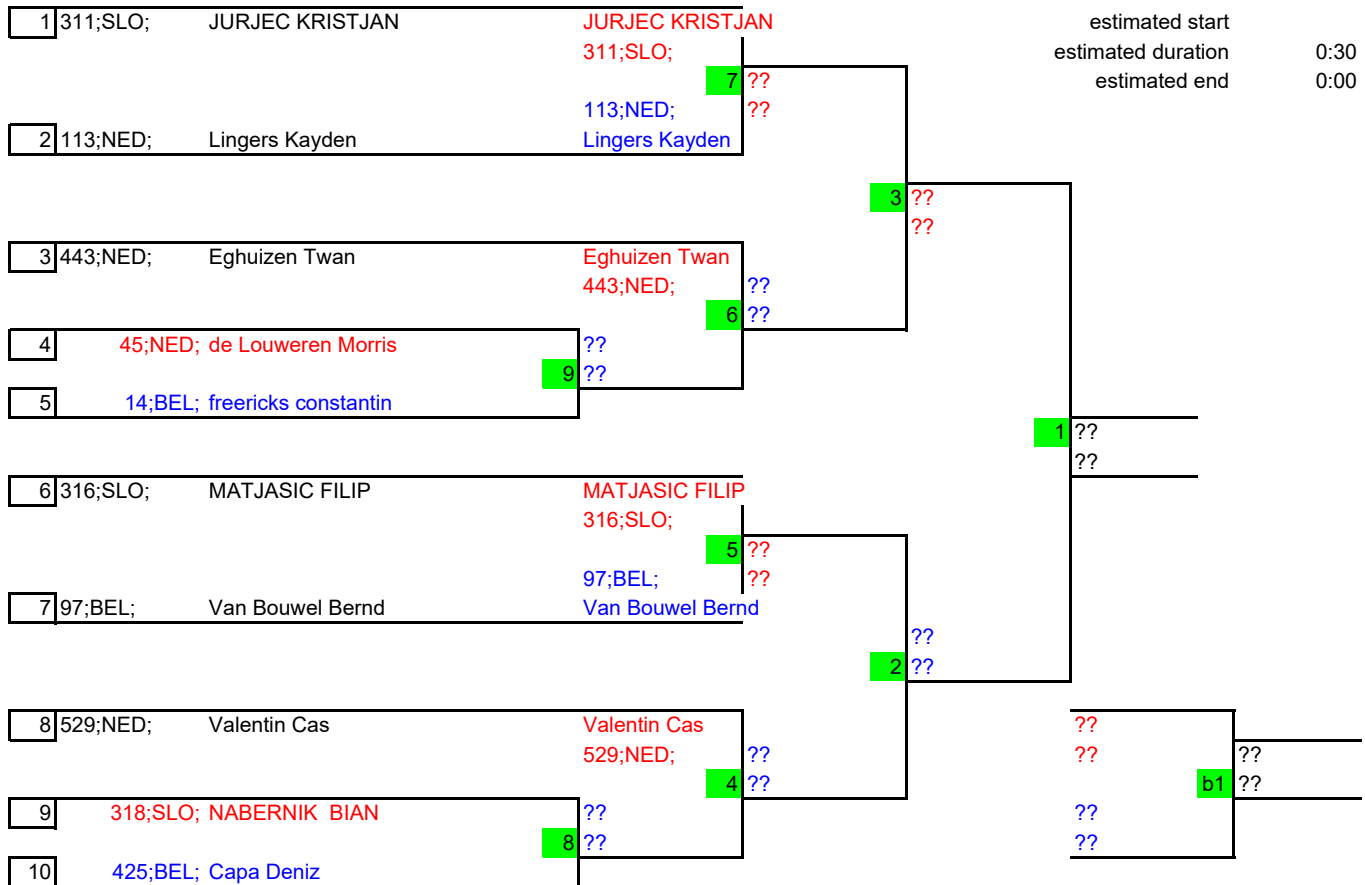 1 311;SLO; JURJEC KRISTJAN JURJEC KRISTJAN estimated start
311;SLO; estimated duration 0:30
7 ?? estimated end 0:00
113;NED; ??
2 113;NED; Lingers Kayden Lingers Kayden
3 ??
??
3 443;NED; Eghuizen Twan Eghuizen Twan
443;NED; ??
6 ??
4 45;NED; de Louweren Morris ??
9 ??
5 14;BEL; freericks constantin
1 ??
??
6 316;SLO; MATJASIC FILIP MATJASIC FILIP
316;SLO;
5 ??
97;BEL; ??
7 97;BEL; Van Bouwel Bernd Van Bouwel Bernd
??
2 ??
8 529;NED; Valentin Cas Valentin Cas ??
529;NED; ?? ?? ??
4 ?? b1 ??
9 318;SLO; NABERNIK  BIAN ?? ??
8 ?? ??
10 425;BEL; Capa Deniz